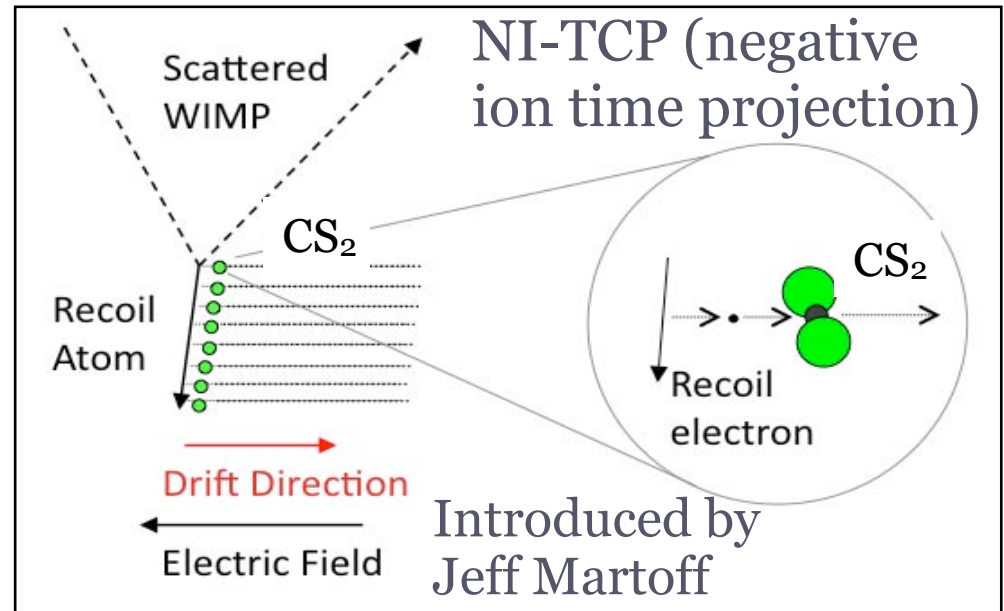 NI-TCP (negative
ion time projection)
Scattered
WIMP
CS₂
CS₂
Recoil
Atom
Recoil
electron
Drift Direction
Electric Field
Introduced by
Jeff Martoff